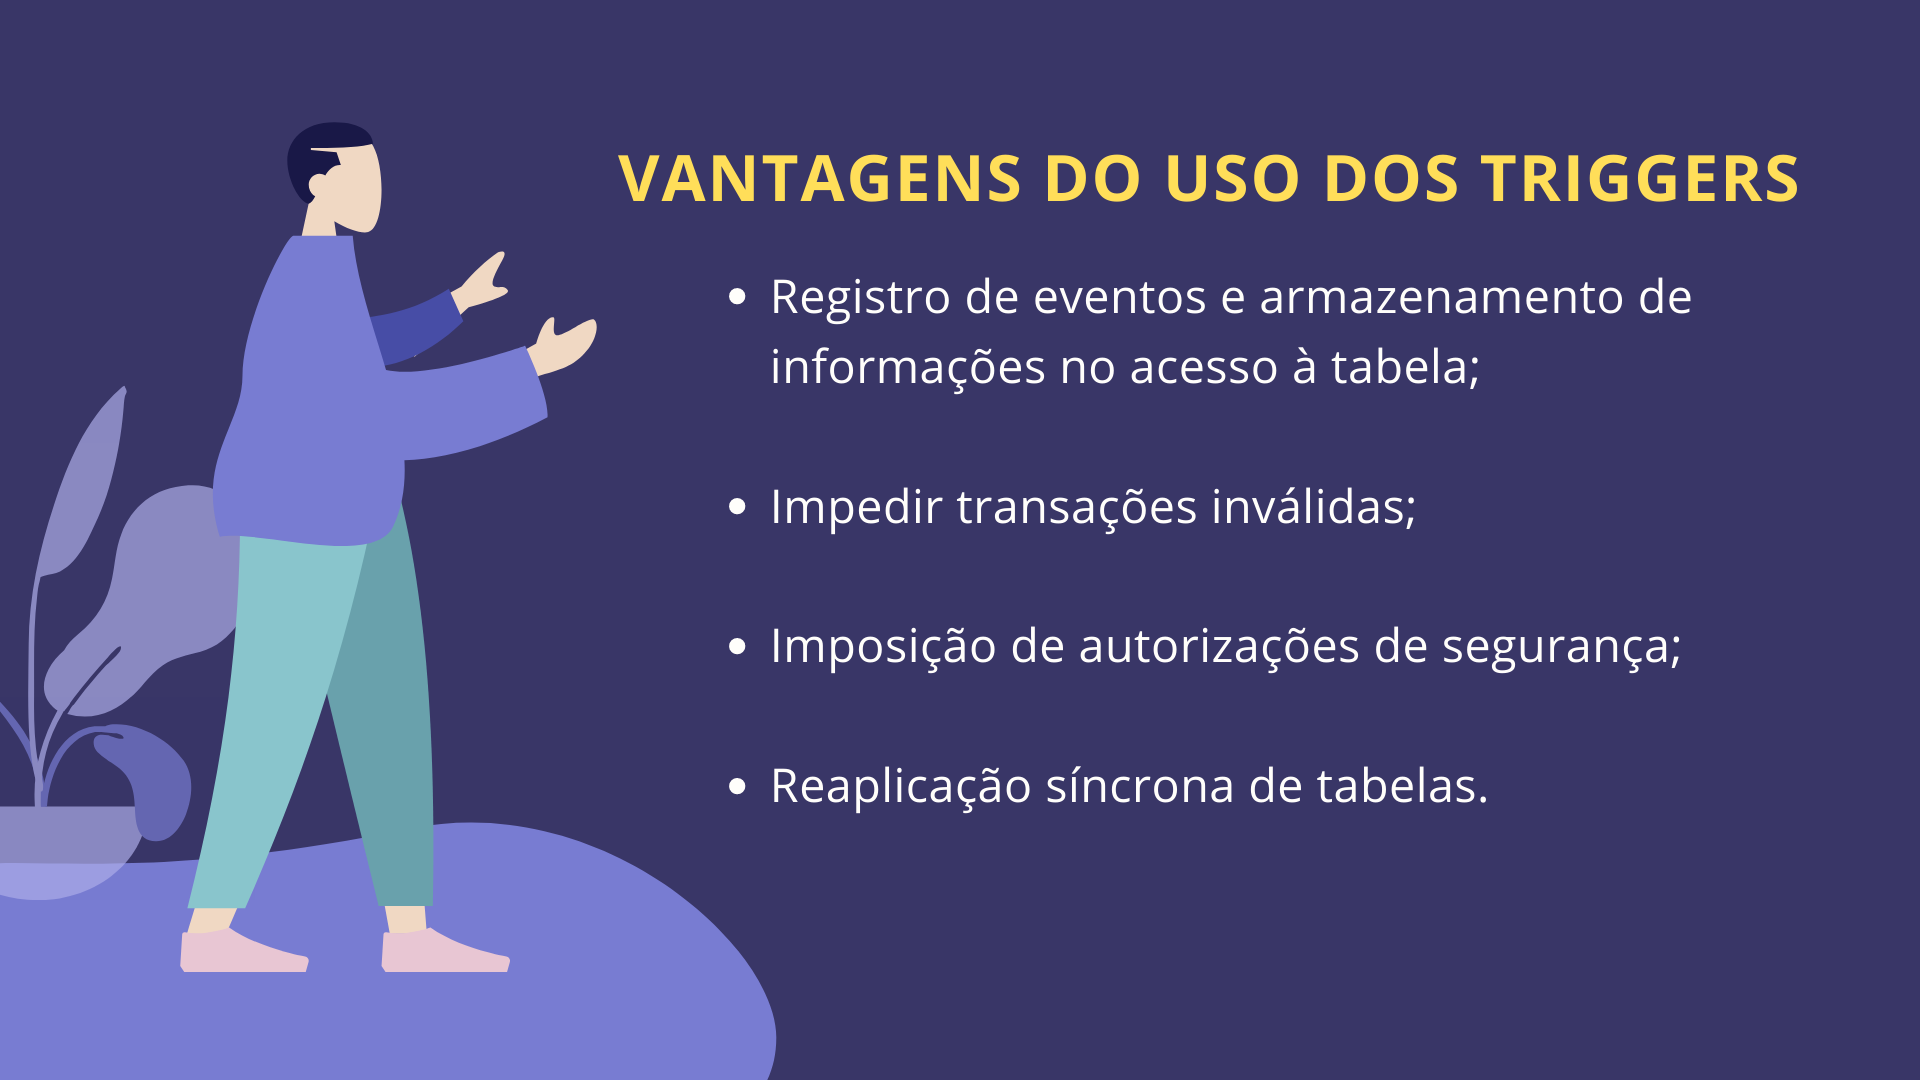 VANTAGENS DO USO DOS TRIGGERS
• Registro de eventos e armazenamento de
informações no acesso à tabela;
• Impedir transações inválidas;
• Imposição de autorizações de segurança;
• Reaplicação síncrona de tabelas.